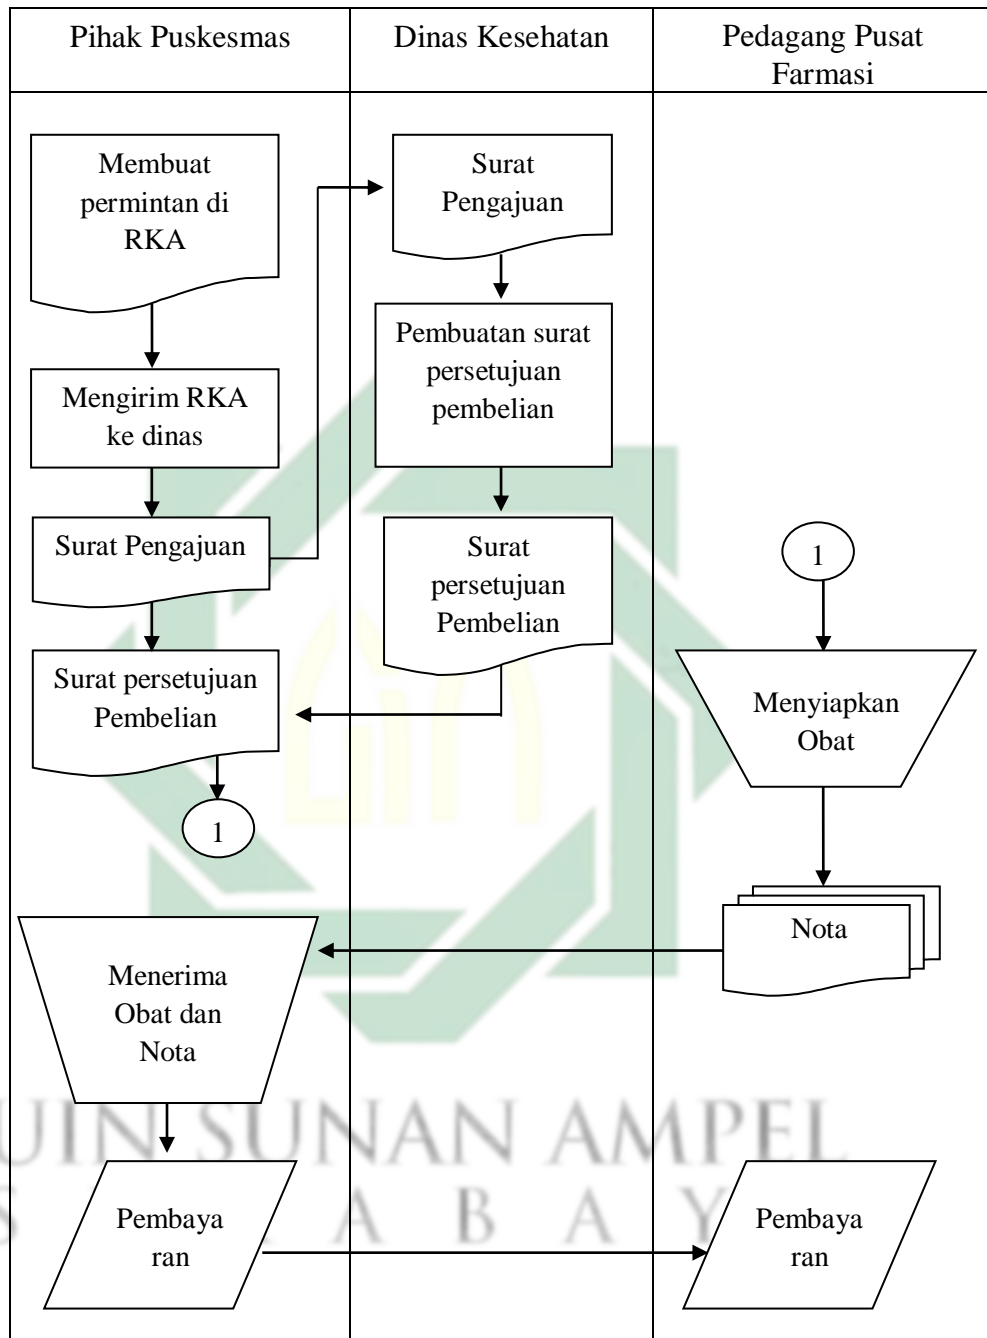 Pihak Puskesmas
Dinas Kesehatan
Pedagang Pusat
Farmasi
Membuat
permintan di
RKA
Mengirim RKA
ke dinas
Surat Pengajuan
Surat persetujuan
Pembelian
1
Menerima
Obat dan
Nota
Pembaya
ran
Surat
Pengajuan
Pembuatan surat
persetujuan
pembelian
Surat
persetujuan
Pembelian
1
Menyiapkan
Obat
Nota
Pembaya
ran
UIN SUNAN AMPEL
S A B A Y